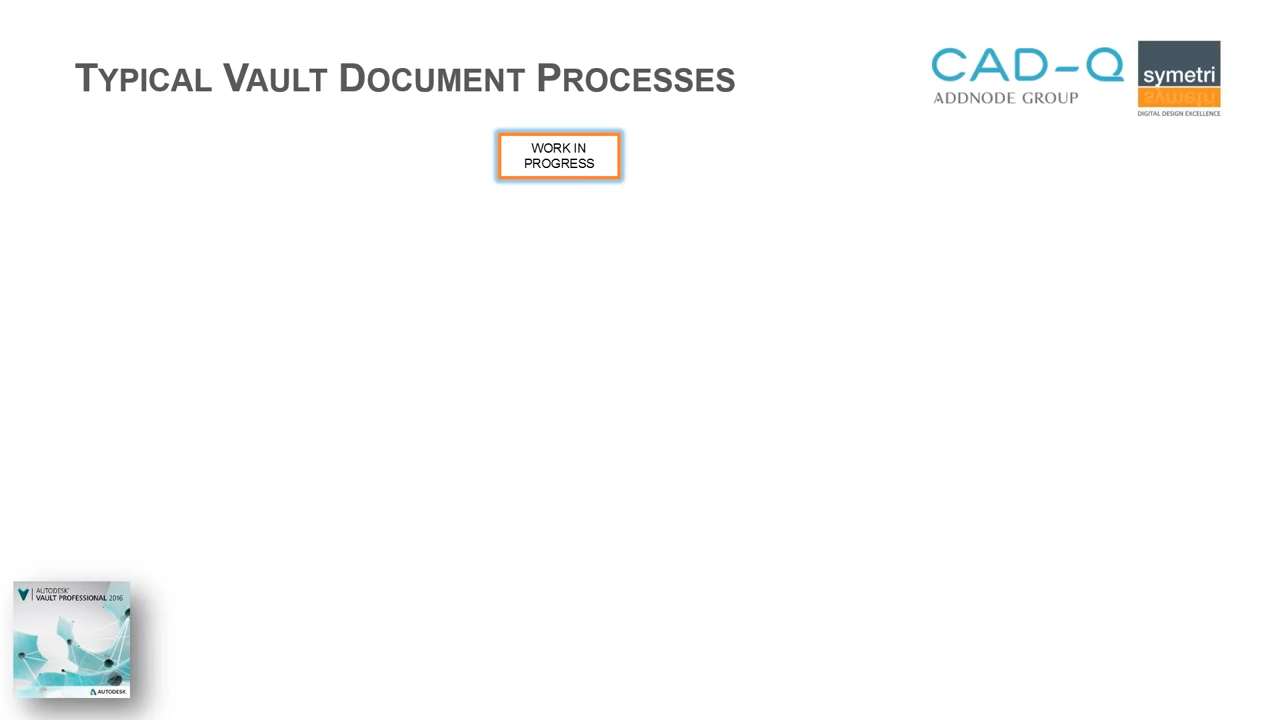 TYPICAL VAULT DOCUMENT PROCESSES
CAD-Q
ADDNODE GROUP
symetri
symetri
DIGITAL DESIGN EXCELLENCE
WORK IN
PROGRESS
AUTODESK
VAULT PROFESSIONAL 2016
AUTODESK